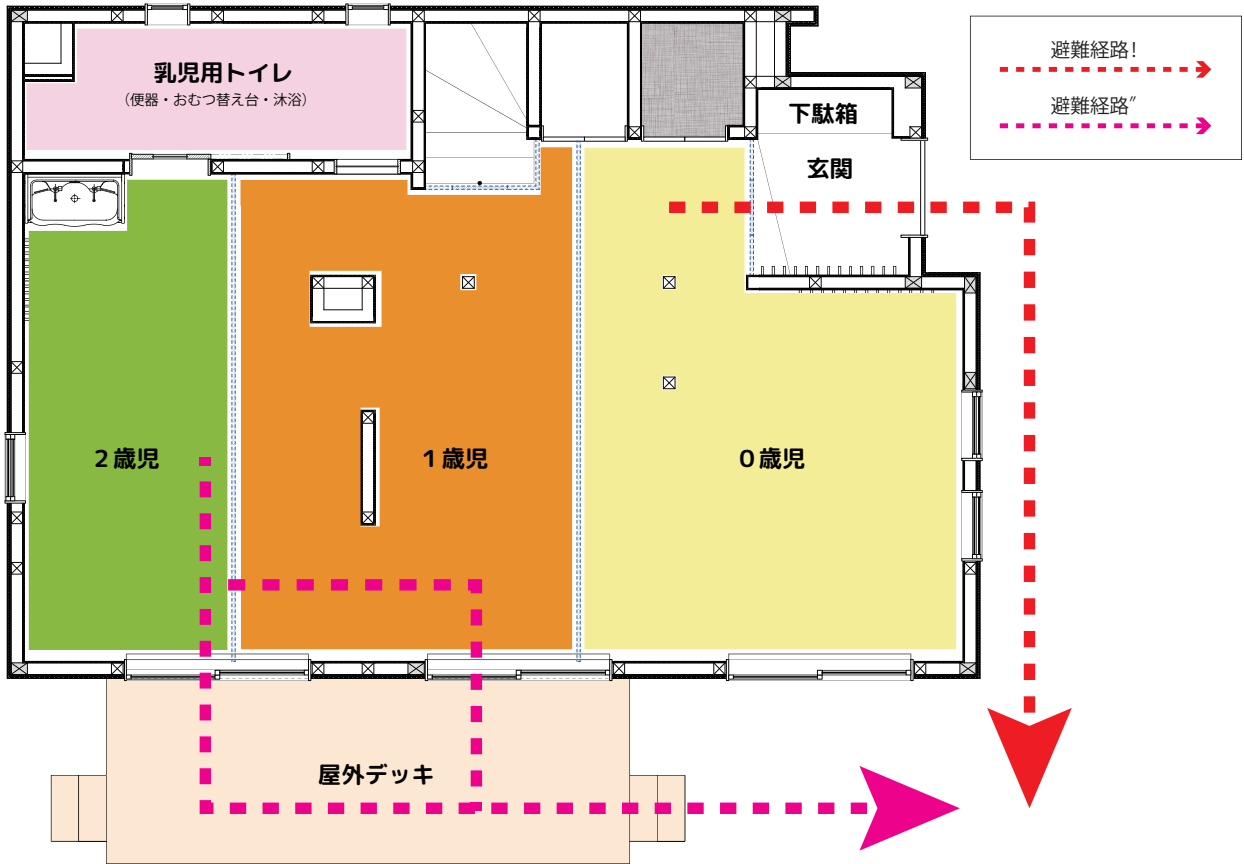 乳児用トイレ
（便器・おむつ替え台・沐浴）
下駄箱
玄関
避難経路！
避難経路″
２歳児
１歳児
０歳児
屋外デッキ